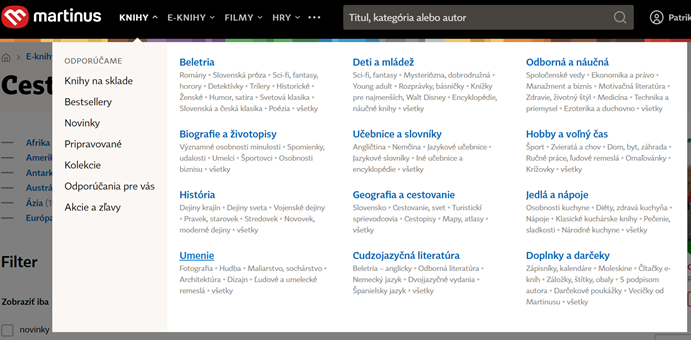 martinus
KNIHY
E-KNIHY
FILMY
HRY
Titul, kategória alebo autor
Patrik
E-knihy
Cest
Afrika
Ameri
Antark
Austrá
Ázia (1
Európ
Filter
Zobraziť iba
novinky
ODPORÚČAME
Knihy na sklade
Bestsellery
Novinky
Pripravované
Kolekcie
Odporúčania pre vás
Akcie a zľavy
Beletria
Romány • Slovenská próza • Sci-fi, fantasy,
horory • Detektívky • Trilery • Historické •
Ženské • Humor, satira • Svetová klasika •
Slovenská a česká klasika • Poézia • všetky
Deti a mládež
Sci-fi, fantasy • Mysteriózna, dobrodružná •
Young adult • Rozprávky, básničky • Knižky
pre najmenších, Walt Disney • Encyklopédie,
náučné knihy • všetky
Odborná a náučná
Spoločenské vedy • Ekonomika a právo •
Manažment a biznis • Motivačná literatúra •
Zdravie, životný štýl • Medicína • Technika a
priemysel • Ezoterika a duchovno • všetky
Biografie a životopisy
Významné osobnosti minulosti • Spomienky,
udalosti • Umelci • Športovci • Osobnosti
biznisu • všetky
Učebnice a slovníky
Angličtina • Nemčina • Jazykové učebnice •
Jazykové slovníky • Iné učebnice a
encyklopédie • všetky
Hobby a voľný čas
Šport • Zvieratá a chov • Dom, byt, záhrada •
Ručné práce, ľudové remeslá • Omaľovánky •
Krížovky • všetky
História
Dejiny krajín • Dejiny sveta • Vojenské dejiny
• Pravek, starovek • Stredovek • Novovek,
moderné dejiny • všetky
Geografia a cestovanie
Slovensko • Cestovanie, svet • Turistickí
sprievodcovia • Cestopisy • Mapy, atlasy •
všetky
Jedlá a nápoje
Osobnosti kuchyne • Diéty, zdravá kuchyňa •
Nápoje • Klasické kuchárske knihy • Pečenie,
sladkosti • Národné kuchyne • všetky
Umenie
Fotografia • Hudba • Maliarstvo, sochárstvo •
Architektúra • Dizajn • Ľudové a umelecké
remeslá • všetky
Cudzojazyčná literatúra
Beletria - anglicky • Odborná literatúra •
Nemecký jazyk • Dvojjazyčné vydania •
Španielsky jazyk • všetky
Doplnky a darčeky
Zápisníky, kalendáre • Moleskine • Čítačky e-
kníh • Záložky, štítky, obaly • S podpisom
autora • Darčekové poukážky • Vecičky od
Martinusu • všetky